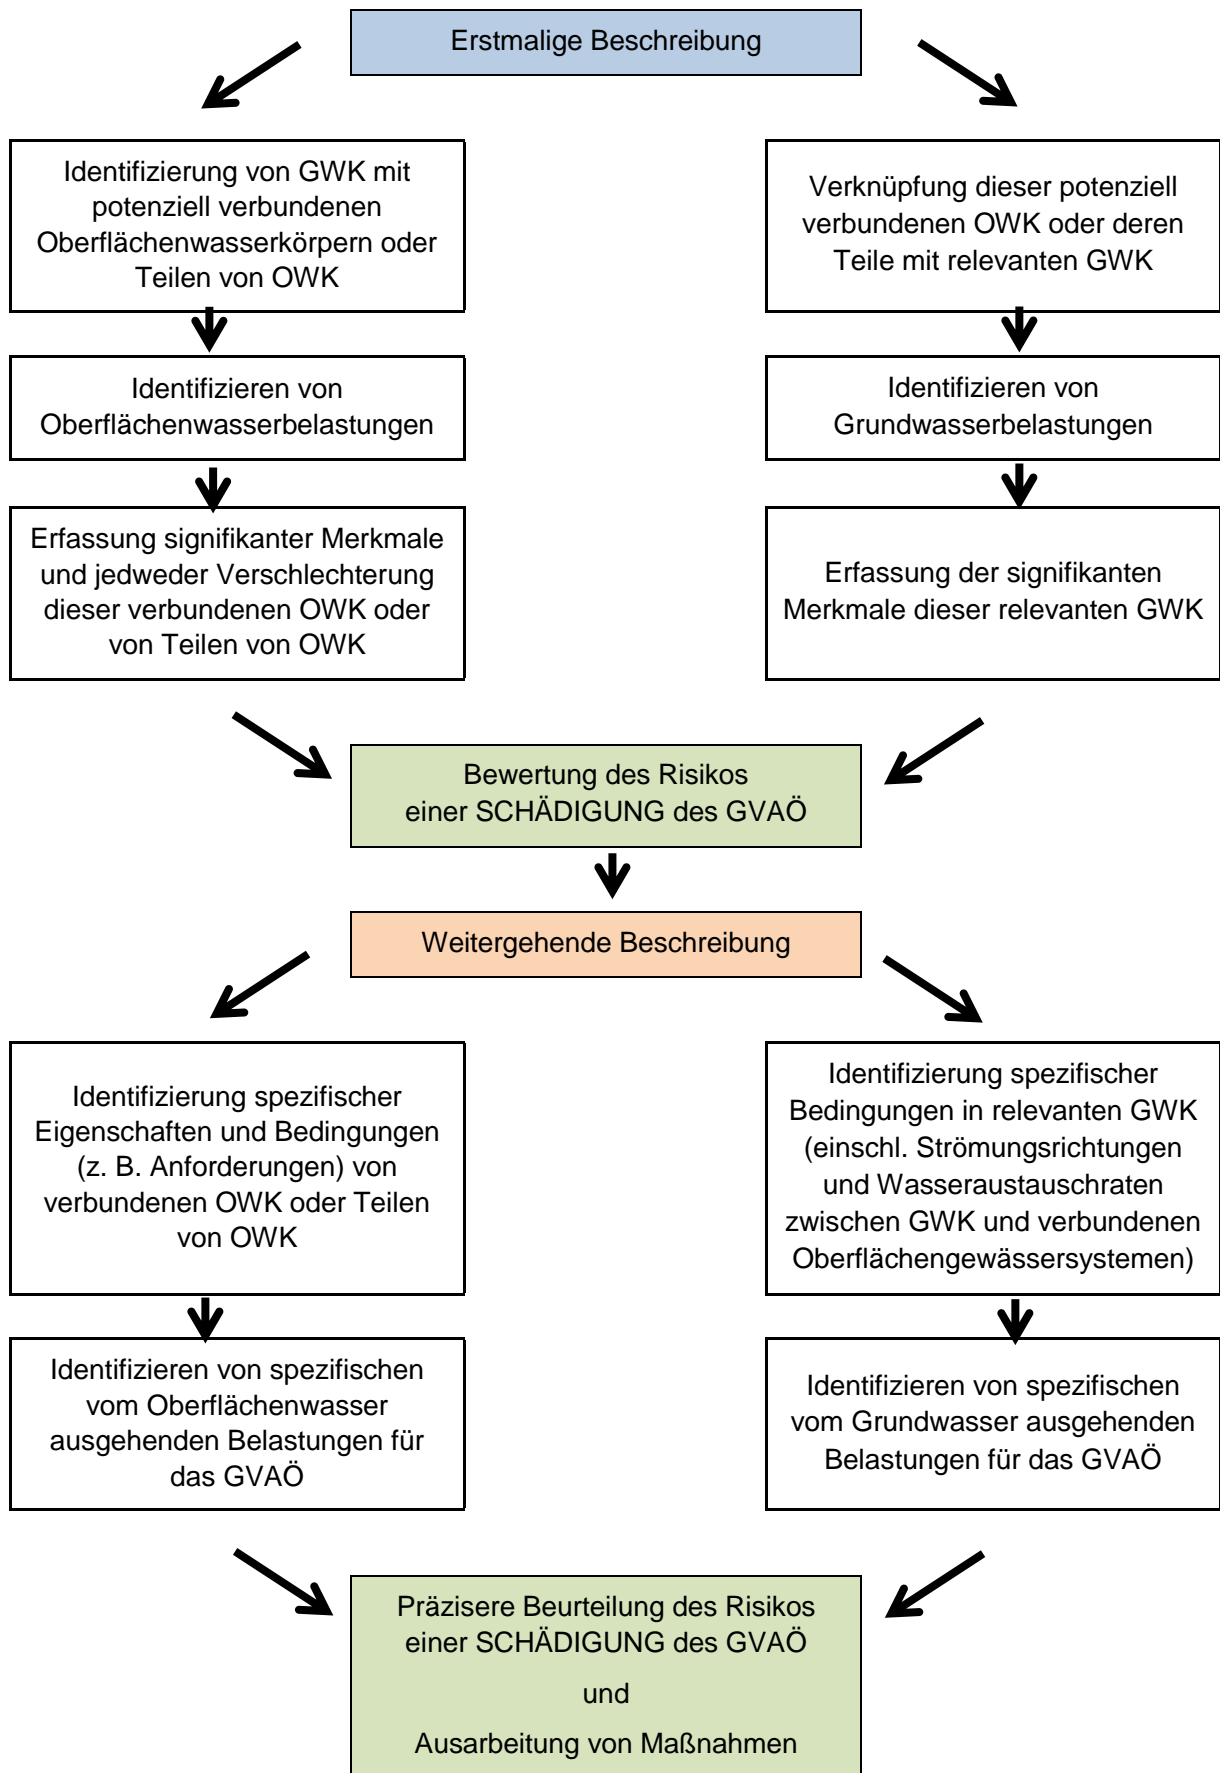 Erstmalige Beschreibung
Identifizierung von GWK mit
potenziell verbundenen
Oberflächenwasserkörpern oder
Teilen von OWK
Verknüpfung dieser potenziell
verbundenen OWK oder deren
Teile mit relevanten GWK
Identifizieren von
Oberflächenwasserbelastungen
Identifizieren von
Grundwasserbelastungen
Erfassung signifikanter Merkmale
und jedweder Verschlechterung
dieser verbundenen OWK oder
von Teilen von OWK
Erfassung der signifikanten
Merkmale dieser relevanten GWK
Bewertung des Risikos
einer SCHÄDIGUNG des GVAÖ
Weitergehende Beschreibung
Identifizierung spezifischer
Eigenschaften und Bedingungen
(z. B. Anforderungen) von
verbundenen OWK oder Teilen
von OWK
Identifizierung spezifischer
Bedingungen in relevanten GWK
(einschl. Strömungsrichtungen
und Wasseraustauschraten
zwischen GWK und verbundenen
Oberflächengewässersystemen)
Identifizieren von spezifischen
vom Oberflächenwasser
ausgehenden Belastungen für
das GVAÖ
Identifizieren von spezifischen
vom Grundwasser ausgehenden
Belastungen für das GVAÖ
Präzisere Beurteilung des Risikos
einer SCHÄDIGUNG des GVAÖ
und
Ausarbeitung von Maßnahmen